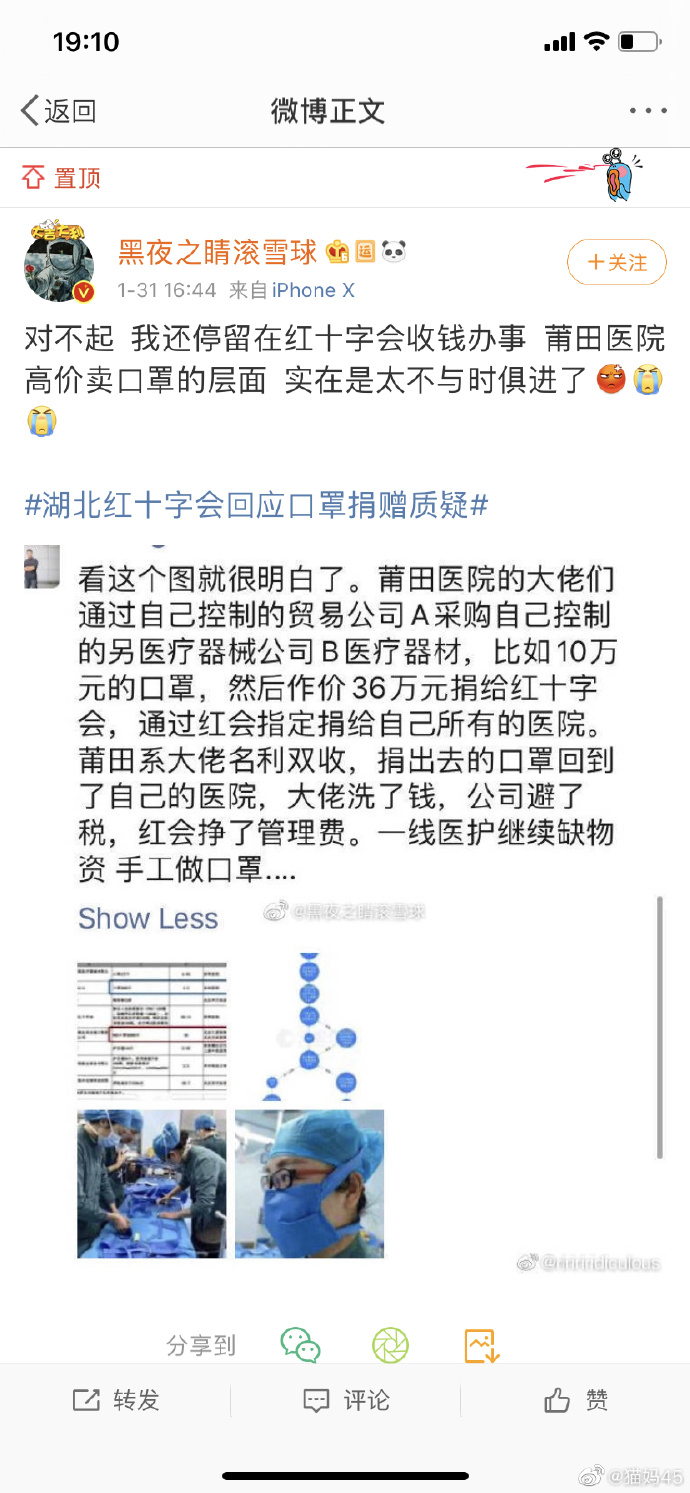 19:10
返回
微博正文
置顶
黑夜之睛滚雪球
1-31 16:44 来自 iPhone X
+关注
对不起 我还停留在红十字会收钱办事 莆田医院
高价卖口罩的层面 实在是太不与时俱进了
#湖北红十字会回应口罩捐赠质疑#
看这个图就很明白了。莆田医院的大佬们
通过自己控制的贸易公司A采购自己控制
的另医疗器械公司B医疗器材，比如10万
元的口罩，然后作价36万元捐给红十字
会，通过红会指定捐给自己所有的医院。
莆田系大佬名利双收，捐出去的口罩回到
了自己的医院，大佬洗了钱，公司避了
税，红会挣了管理费。一线医护继续缺物
资 手工做口罩....
Show Less
@黑夜之睛滚雪球
分享到
转发
评论
赞
@猫妈45